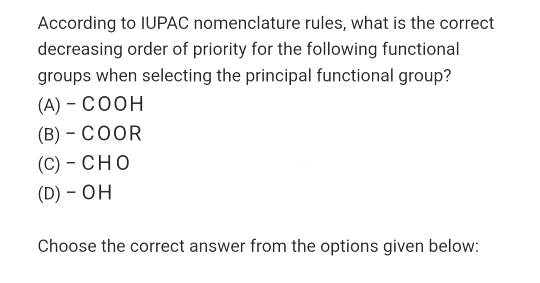 According to IUPAC nomenclature rules, what is the correct
decreasing order of priority for the following functional
groups when selecting the principal functional group?
(A) – COOH
(B) – COOR
(C) – CHO
(D) – OH
Choose the correct answer from the options given below: